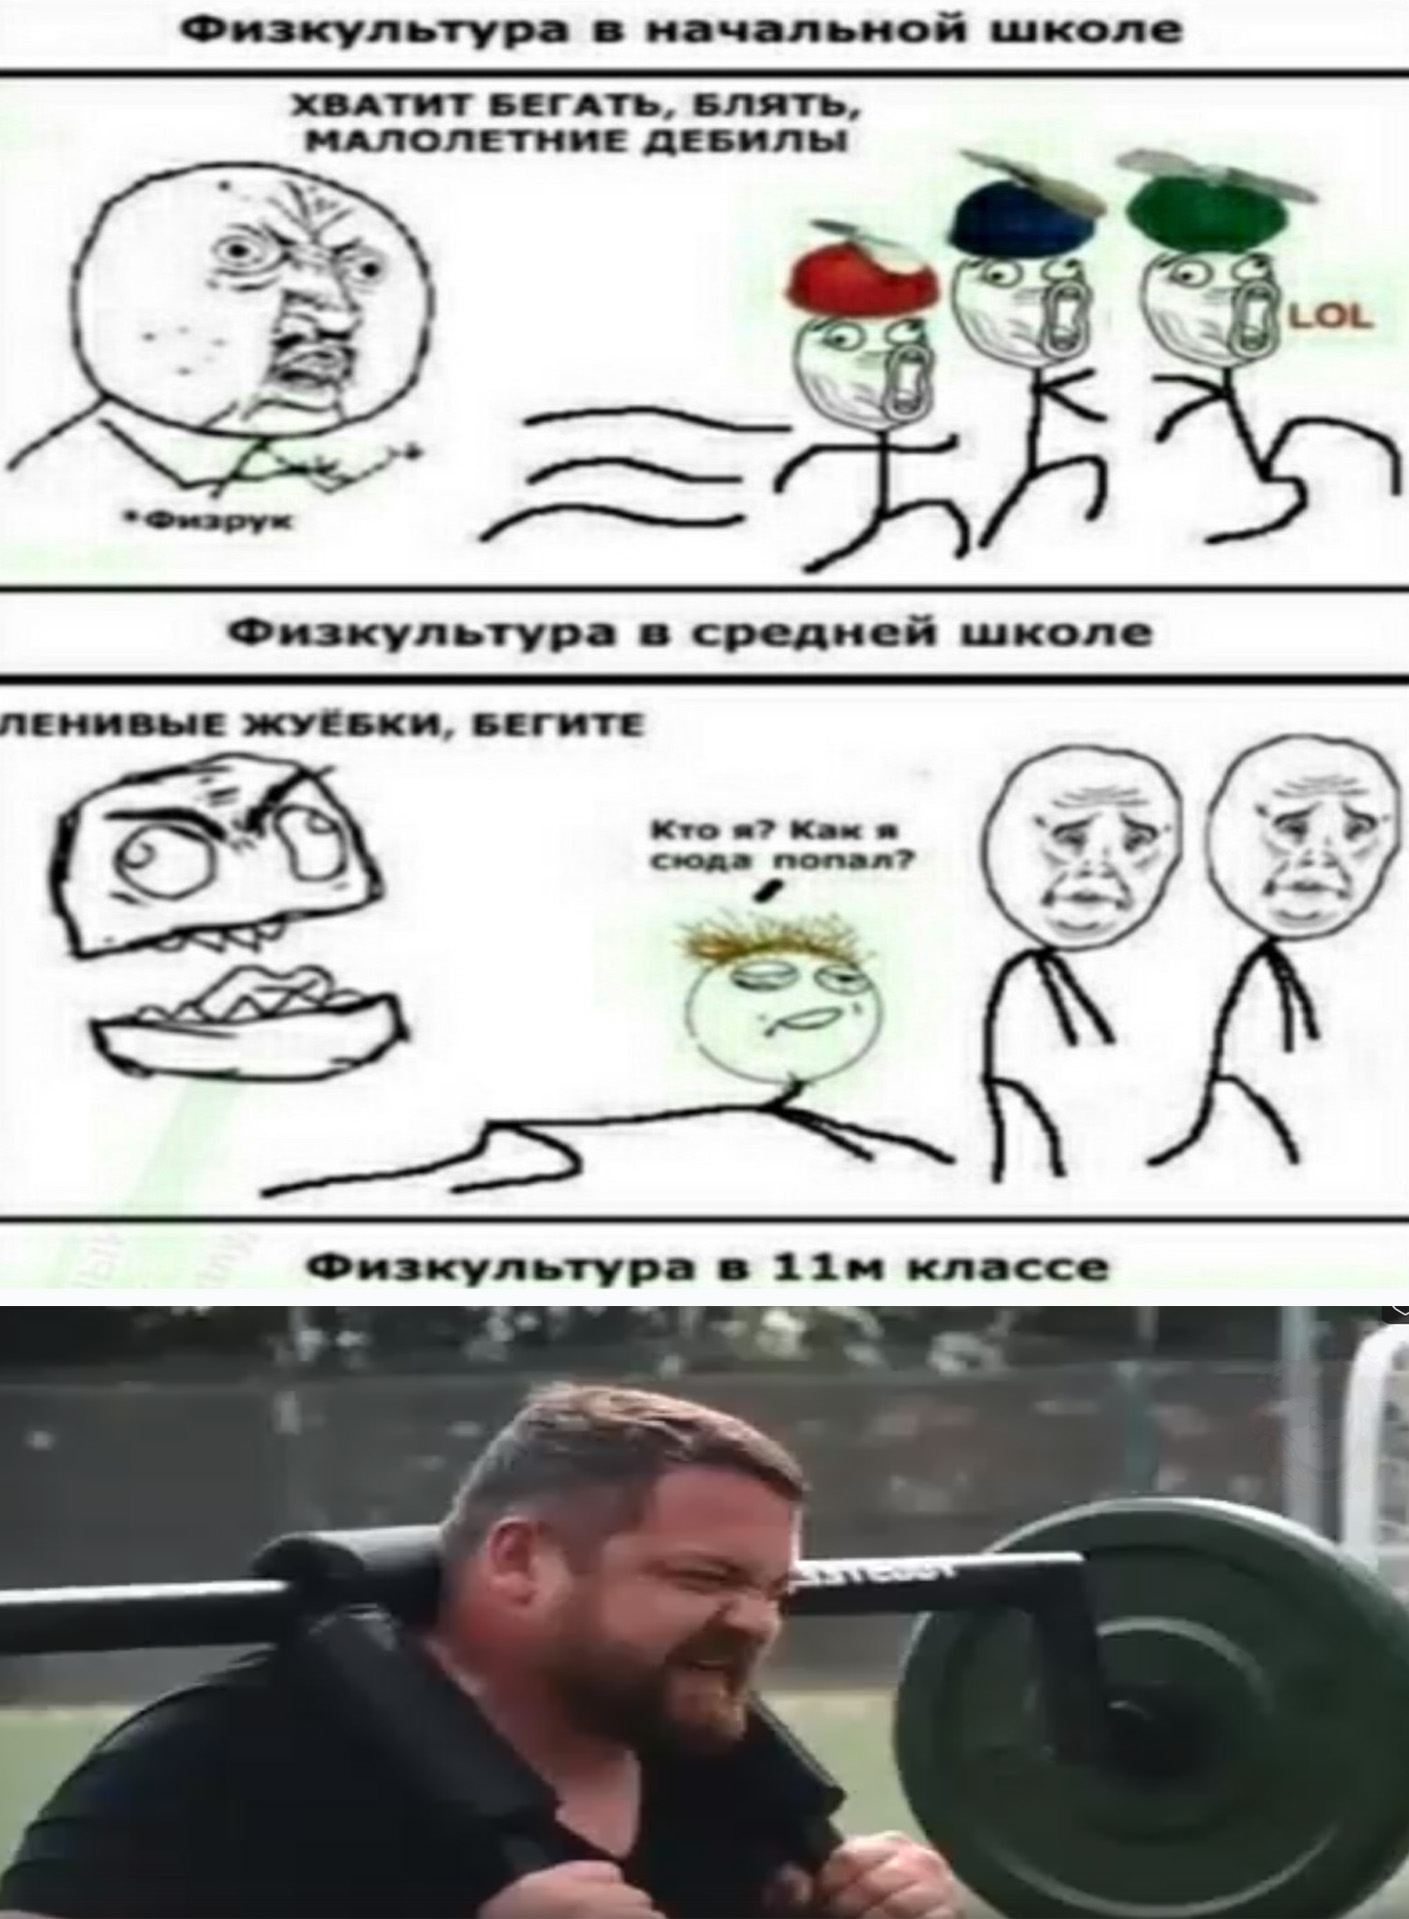 Физкультура в начальной школе
ХВАТИТ БЕГАТЬ, БЛЯТЬ,
МАЛОЛЕТНИЕ ДЕБИЛЫ
LOL
*Физрук
Физкультура в средней школе
ЛЕНИВЫЕ ЖУЁБКИ, БЕГИТЕ
Кто я? Как я
сюда попал?
Физкультура в 11м классе